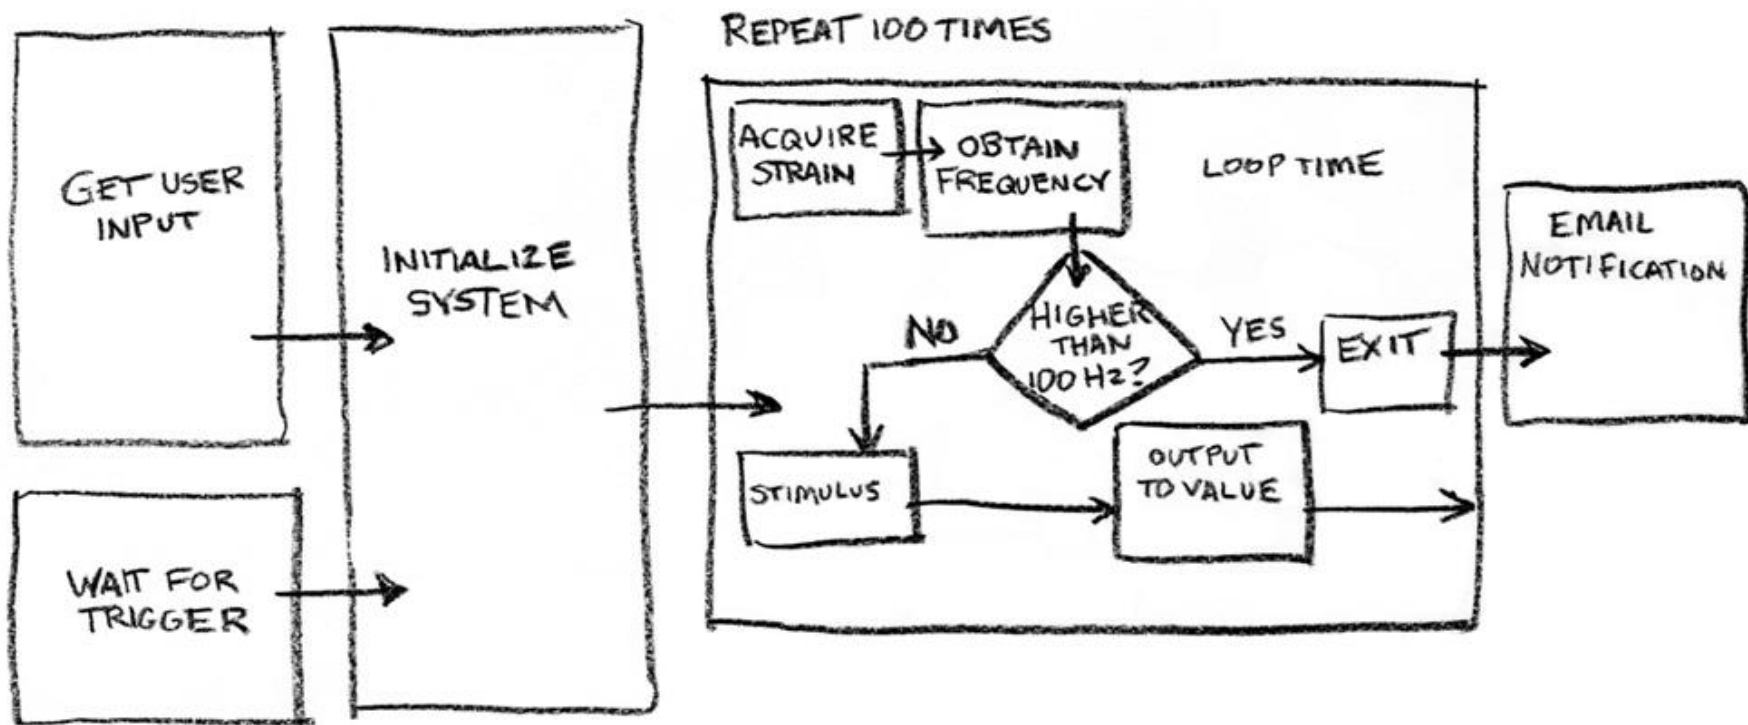 REPEAT 100 TIMES
GET USER
INPUT
WAIT FOR
TRIGGER
INITIALIZE
SYSTEM
ACQUIRE
STRAIN
OBTAIN
FREQUENCY
LOOP TIME
HIGHER
THAN
100 HZ?
NO
YES
EXIT
STIMULUS
OUTPUT
TO VALUE
EMAIL
NOTIFICATION